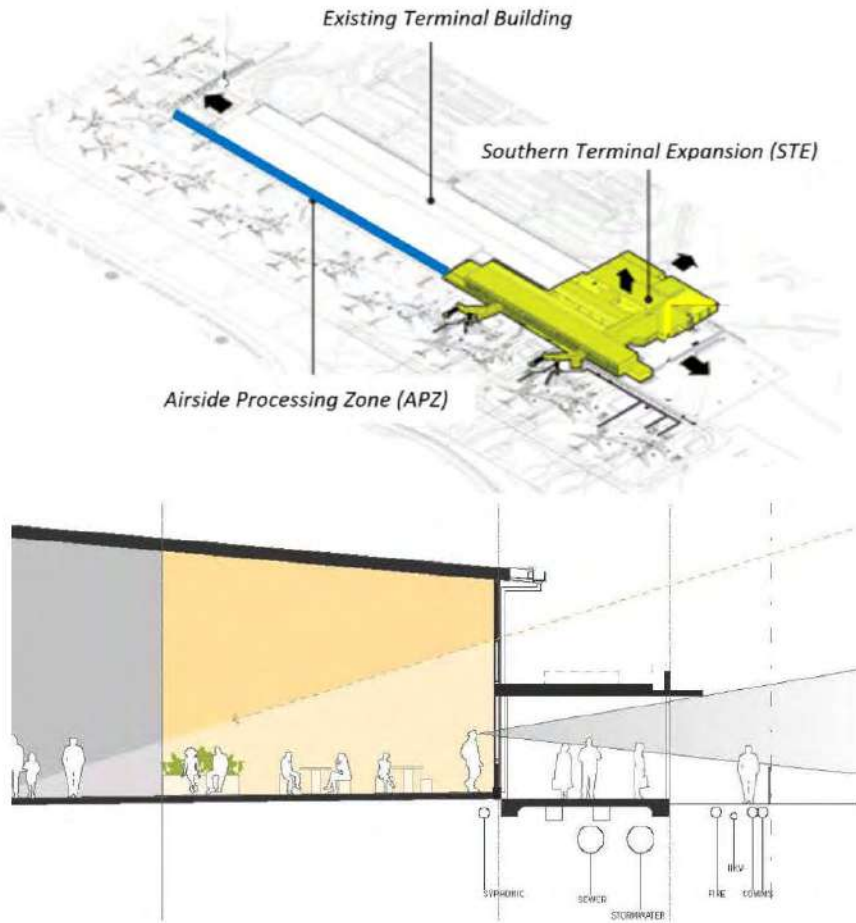 Existing Terminal Building
Southern Terminal Expansion (STE)
Airside Processing Zone (APZ)
SYPHONIC
SEWER
STORMWATER
FIRE
COMMS